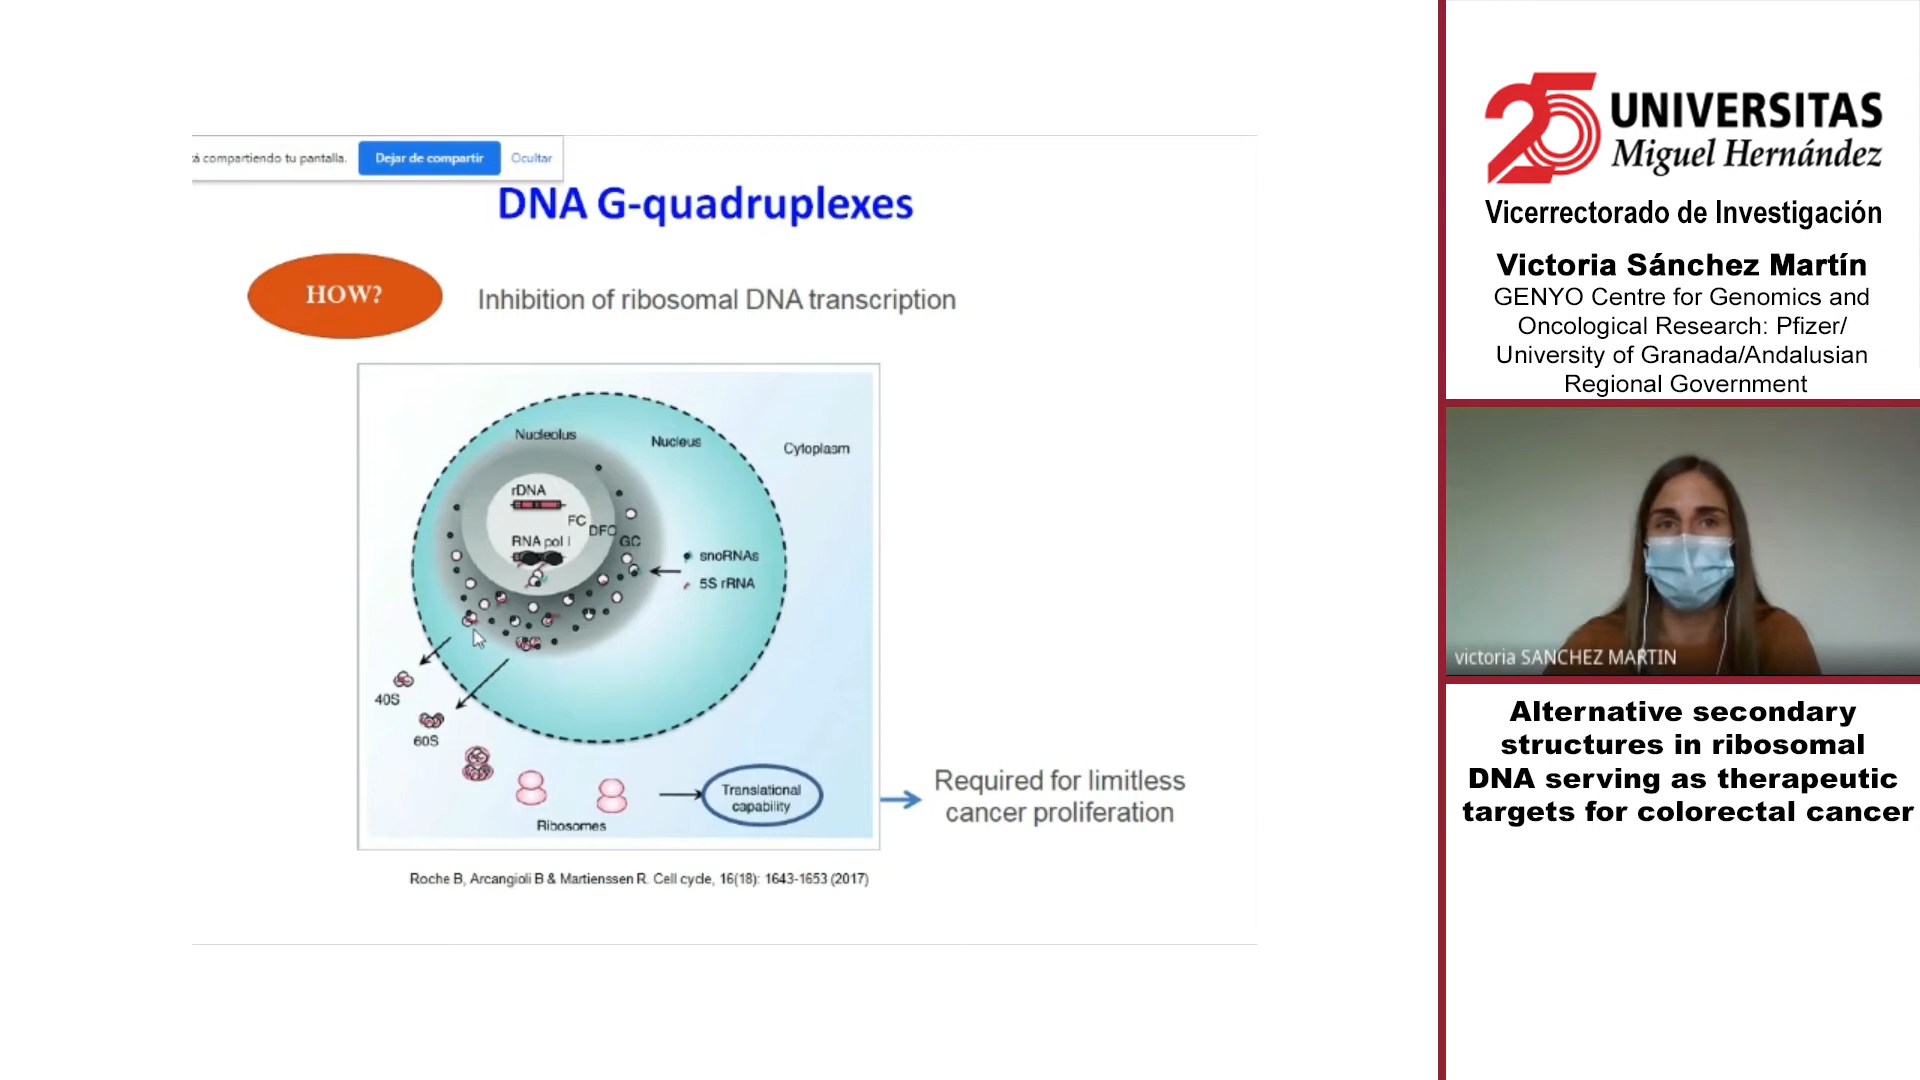 á compartiendo tu pantalla.
Dejar de compartir
Ocultar
DNA G-quadruplexes
HOW?
Inhibition of ribosomal DNA transcription
Nucleolus
Nucleus
Cytoplasm
rDNA
FC
DFC
GC
RNA pol I
snoRNAs
5S rRNA
40S
60S
Ribosomes
Translational
capability
Required for limitless
cancer proliferation
Roche B, Arcangioli B & Martienssen R. Cell cycle, 16(18): 1643-1653 (2017)
25
UNIVERSITAS
Miguel Hernández
Vicerrectorado de Investigación
Victoria Sánchez Martín
GENYO Centre for Genomics and
Oncological Research: Pfizer/
University of Granada/Andalusian
Regional Government
victoria SANCHEZ MARTIN
Alternative secondary
structures in ribosomal
DNA serving as therapeutic
targets for colorectal cancer